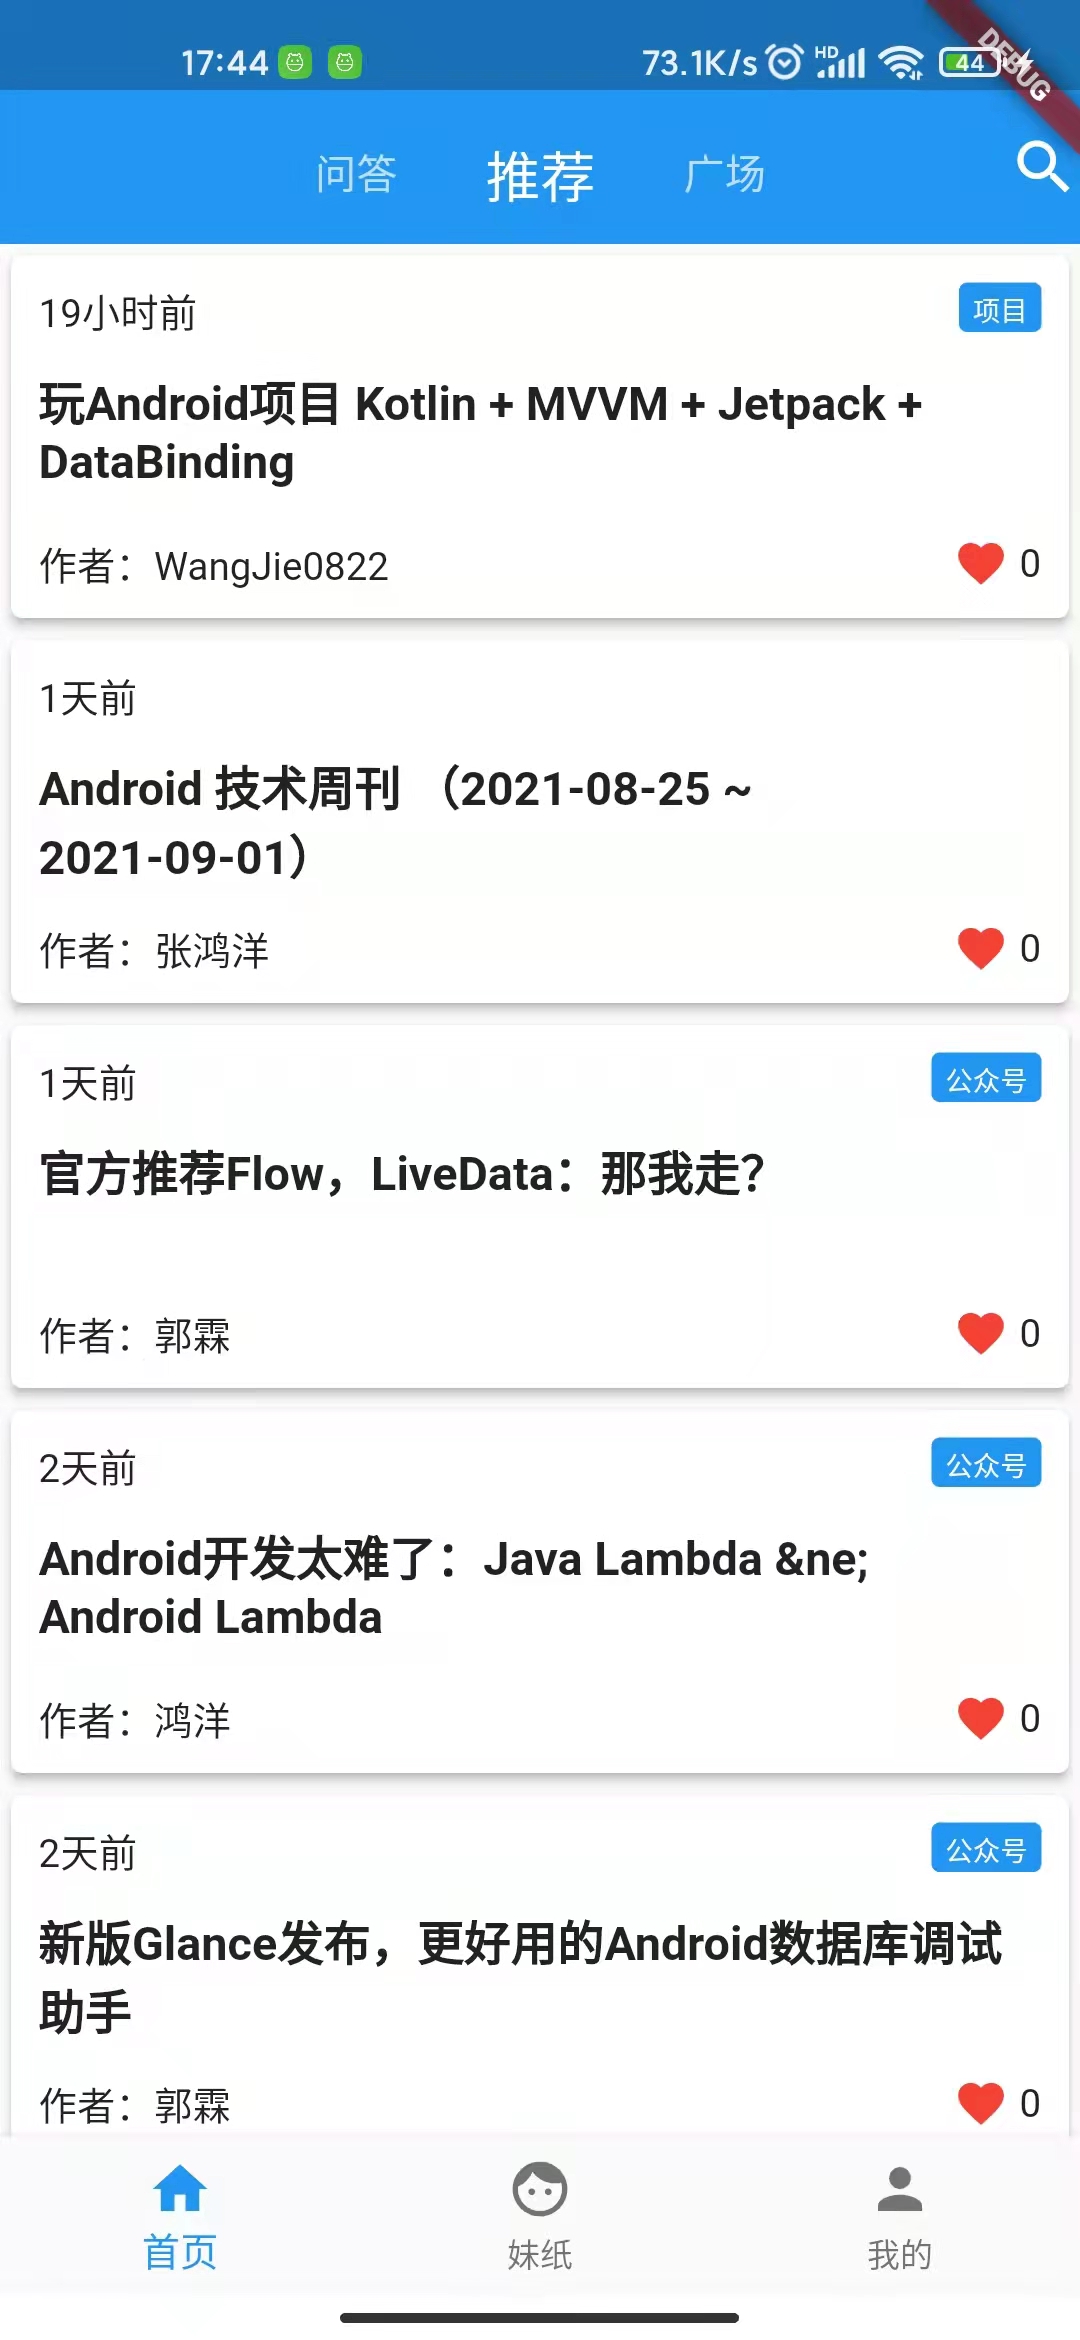 17:44
73.1K/s HD 44
DEBUG
问答 推荐 广场
19小时前 项目
玩Android项目 Kotlin + MVVM + Jetpack +
DataBinding
作者：WangJie0822 0
1天前
Android 技术周刊 （2021-08-25 ~
2021-09-01）
作者：张鸿洋 0
1天前 公众号
官方推荐Flow，LiveData：那我走？
作者：郭霖 0
2天前 公众号
Android开发太难了：Java Lambda &ne;
Android Lambda
作者：鸿洋 0
2天前 公众号
新版Glance发布，更好用的Android数据库调试
助手
作者：郭霖 0
首页 妹纸 我的